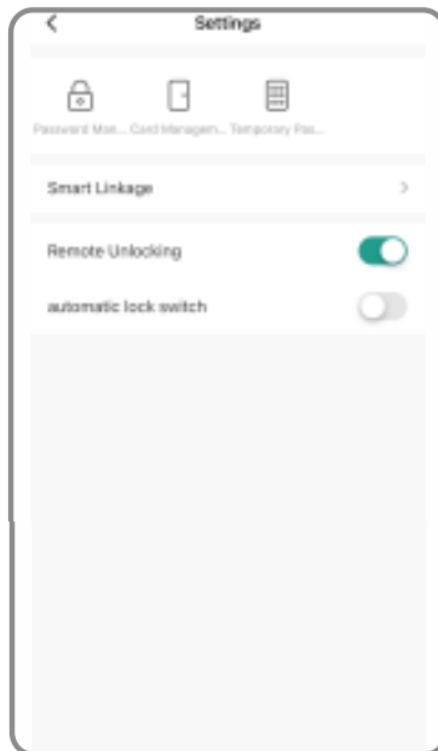 Settings
Password Man... Card Managem... Temporary Pas...
Smart Linkage
Remote Unlocking
automatic lock switch